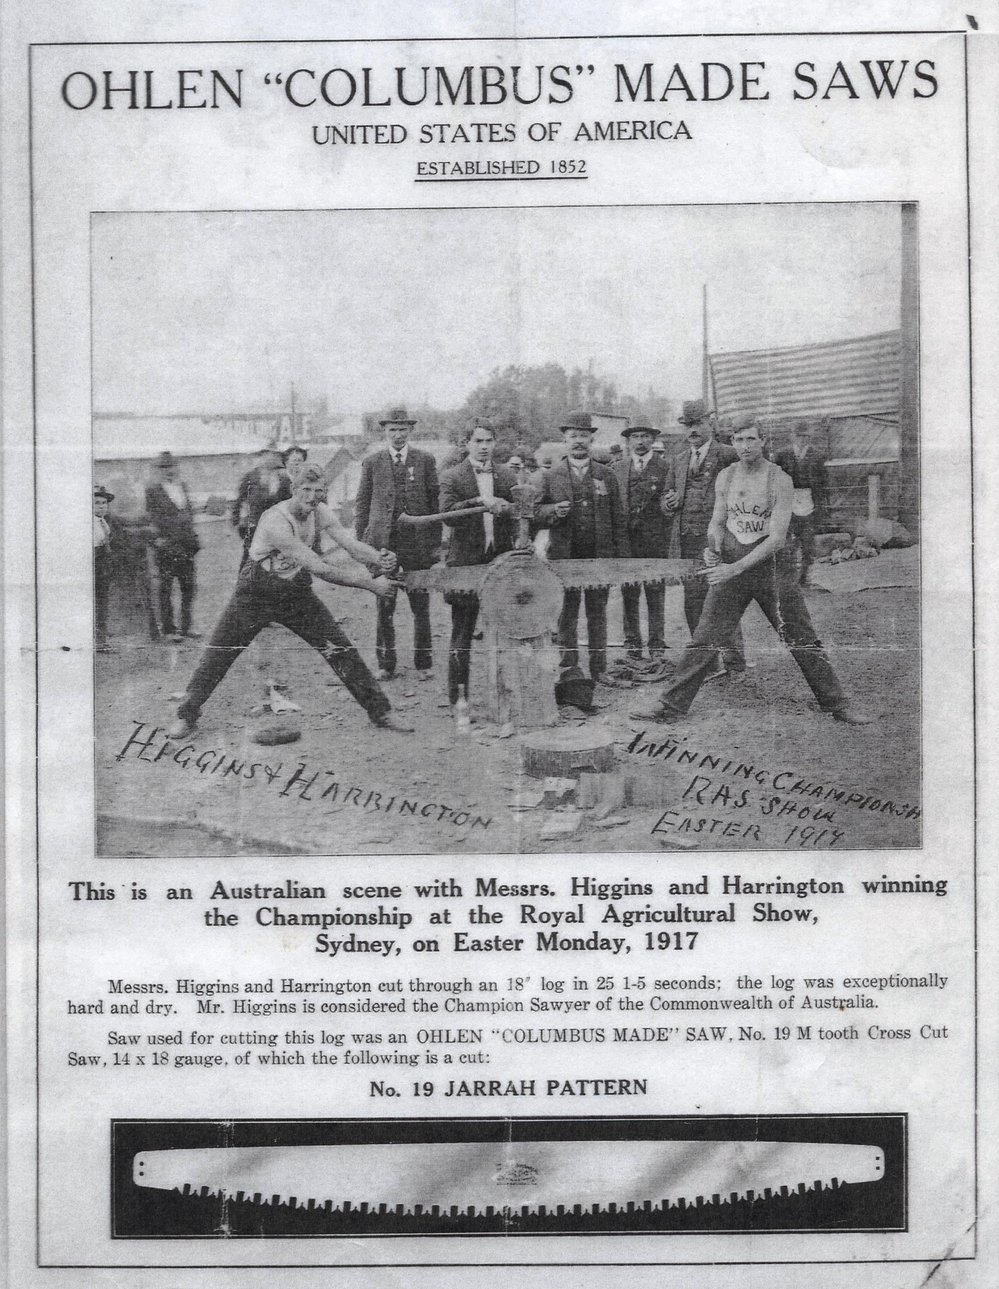 OHLEN “COLUMBUS” MADE SAWS
UNITED STATES OF AMERICA
ESTABLISHED 1852
OHLEN
SAW
HIGGINS & HARRINGTON
WINNING CHAMPIONSH
RAS SHOW
EASTER 1917
This is an Australian scene with Messrs. Higgins and Harrington winning
the Championship at the Royal Agricultural Show,
Sydney, on Easter Monday, 1917
Messrs. Higgins and Harrington cut through an 18″ log in 25 1-5 seconds; the log was exceptionally
hard and dry. Mr. Higgins is considered the Champion Sawyer of the Commonwealth of Australia.
Saw used for cutting this log was an OHLEN “COLUMBUS MADE” SAW, No. 19 M tooth Cross Cut
Saw, 14 x 18 gauge, of which the following is a cut:
No. 19 JARRAH PATTERN